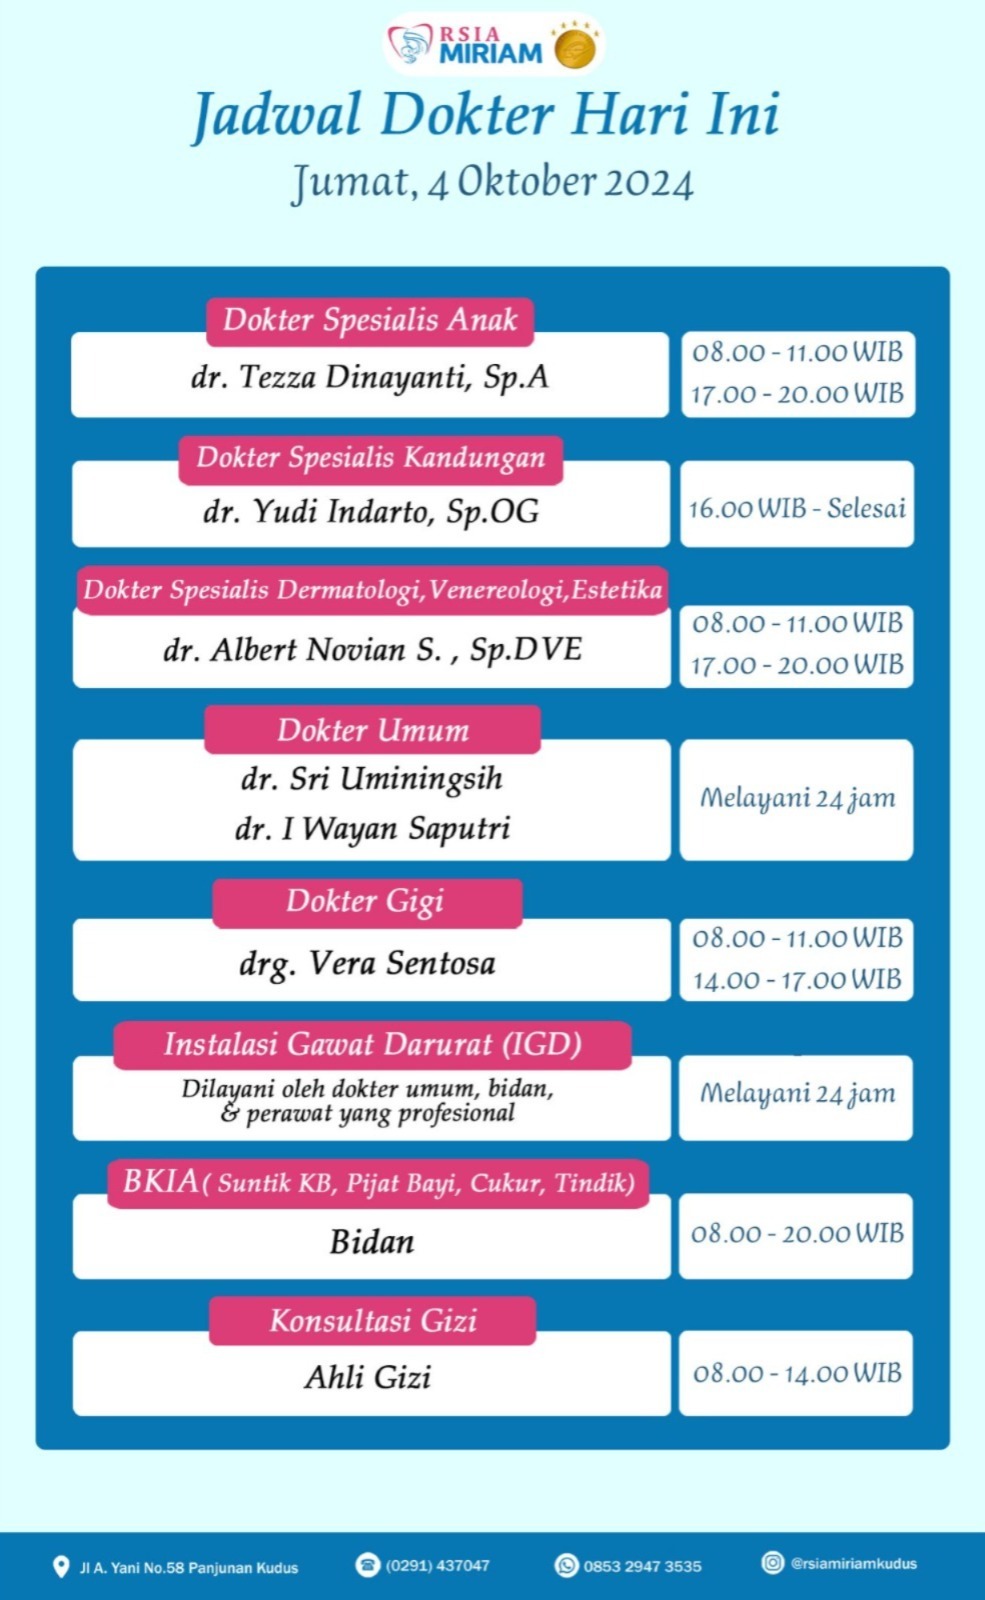 RSIA
MIRIAM
Jadwal Dokter Hari Ini
Jumat, 4 Oktober 2024
Dokter Spesialis Anak
dr. Tezza Dinayanti, Sp.A
08.00 - 11.00 WIB
17.00 - 20.00 WIB
Dokter Spesialis Kandungan
dr. Yudi Indarto, Sp.OG
16.00 WIB - Selesai
Dokter Spesialis Dermatologi,Venereologi,Estetika
dr. Albert Novian S. , Sp.DVE
08.00 - 11.00 WIB
17.00 - 20.00 WIB
Dokter Umum
dr. Sri Uminingsih
dr. I Wayan Saputri
Melayani 24 jam
Dokter Gigi
drg. Vera Sentosa
08.00 - 11.00 WIB
14.00 - 17.00 WIB
Instalasi Gawat Darurat (IGD)
Dilayani oleh dokter umum, bidan,
& perawat yang profesional
Melayani 24 jam
BKIA ( Suntik KB, Pijat Bayi, Cukur, Tindik)
Bidan
08.00 - 20.00 WIB
Konsultasi Gizi
Ahli Gizi
08.00 - 14.00 WIB
Jl A. Yani No.58 Panjunan Kudus
(0291) 437047
0853 2947 3535
@rsiamiriamkudus